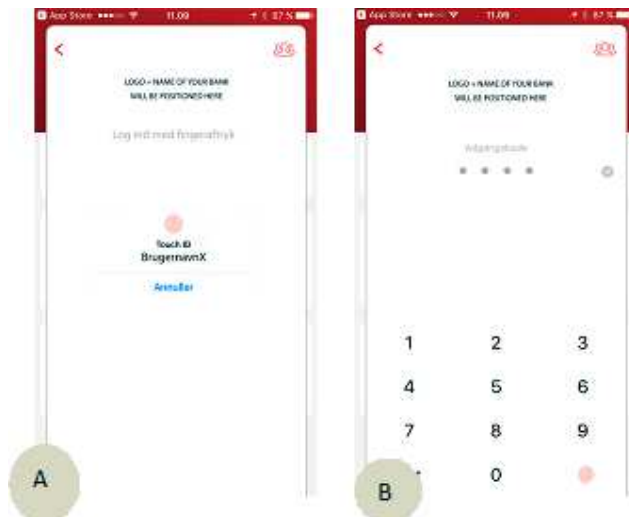 App Store
11.09
87 %
LOGO + NAME OF YOUR BANK
WILL BE POSITIONED HERE
Log ind med fingeraftryk
Touch ID
BrugernavnX
Annuller
A
App Store
11.09
87 %
LOGO + NAME OF YOUR BANK
WILL BE POSITIONED HERE
Adgangskode
1 2 3
4 5 6
7 8 9
0
B